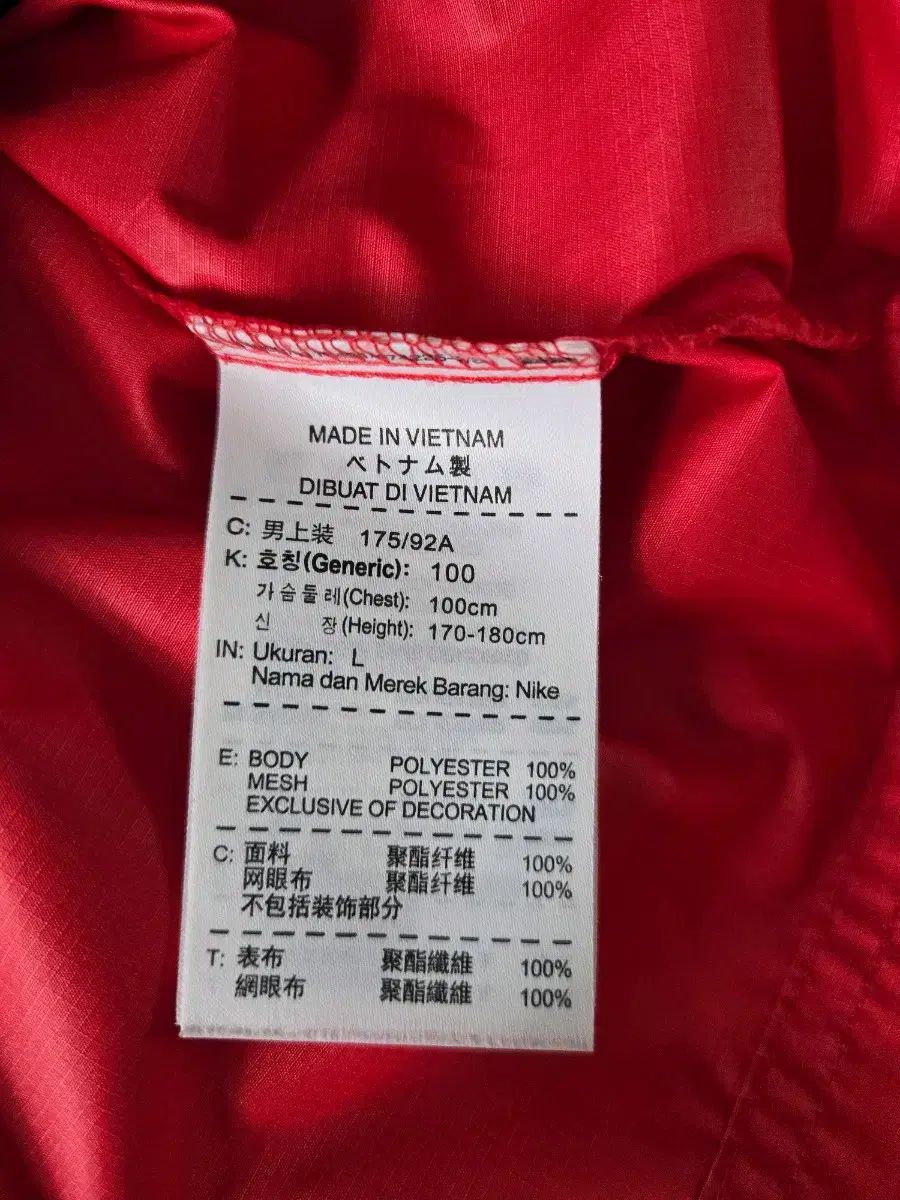 MADE IN VIETNAM
ベトナム製
DIBUAT DI VIETNAM
C: 男上装 175/92A
K: 호칭(Generic): 100
가슴둘레(Chest): 100cm
신 장(Height): 170-180cm
IN: Ukuran: L
Nama dan Merek Barang: Nike
E: BODY POLYESTER 100%
MESH POLYESTER 100%
EXCLUSIVE OF DECORATION
C: 面料 聚酯纤维 100%
网眼布 聚酯纤维 100%
不包括装饰部分
T: 表布 聚酯纖維 100%
網眼布 聚酯纖維 100%